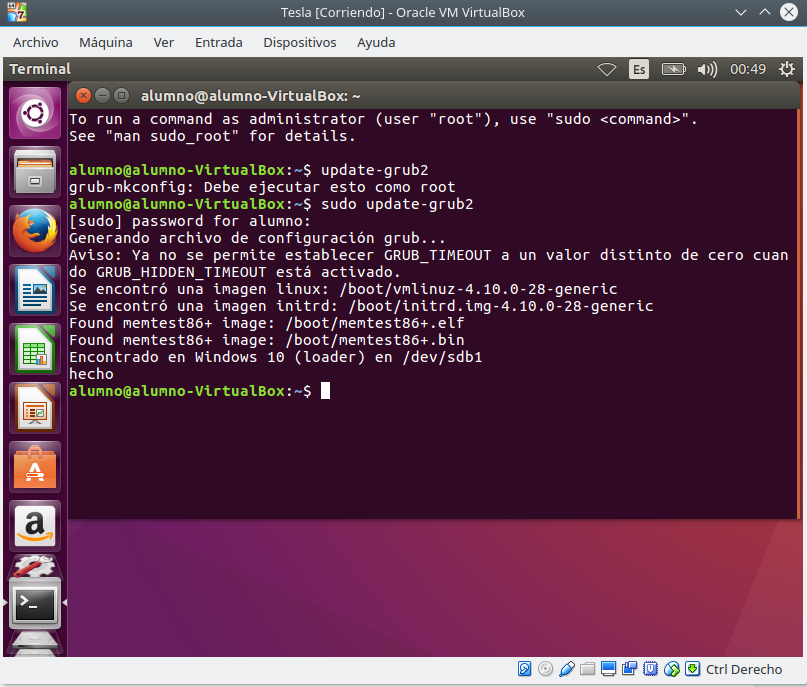 Tesla [Corriendo] - Oracle VM VirtualBox
Archivo Máquina Ver Entrada Dispositivos Ayuda
Terminal Es 00:49
alumno@alumno-VirtualBox: ~
To run a command as administrator (user "root"), use "sudo <command>".
See "man sudo_root" for details.
alumno@alumno-VirtualBox:~$ update-grub2
grub-mkconfig: Debe ejecutar esto como root
alumno@alumno-VirtualBox:~$ sudo update-grub2
[sudo] password for alumno:
Generando archivo de configuración grub...
Aviso: Ya no se permite establecer GRUB_TIMEOUT a un valor distinto de cero cuan
do GRUB_HIDDEN_TIMEOUT está activado.
Se encontró una imagen linux: /boot/vmlinuz-4.10.0-28-generic
Se encontró una imagen initrd: /boot/initrd.img-4.10.0-28-generic
Found memtest86+ image: /boot/memtest86+.elf
Found memtest86+ image: /boot/memtest86+.bin
Encontrado en Windows 10 (loader) en /dev/sdb1
hecho
alumno@alumno-VirtualBox:~$
Ctrl Derecho